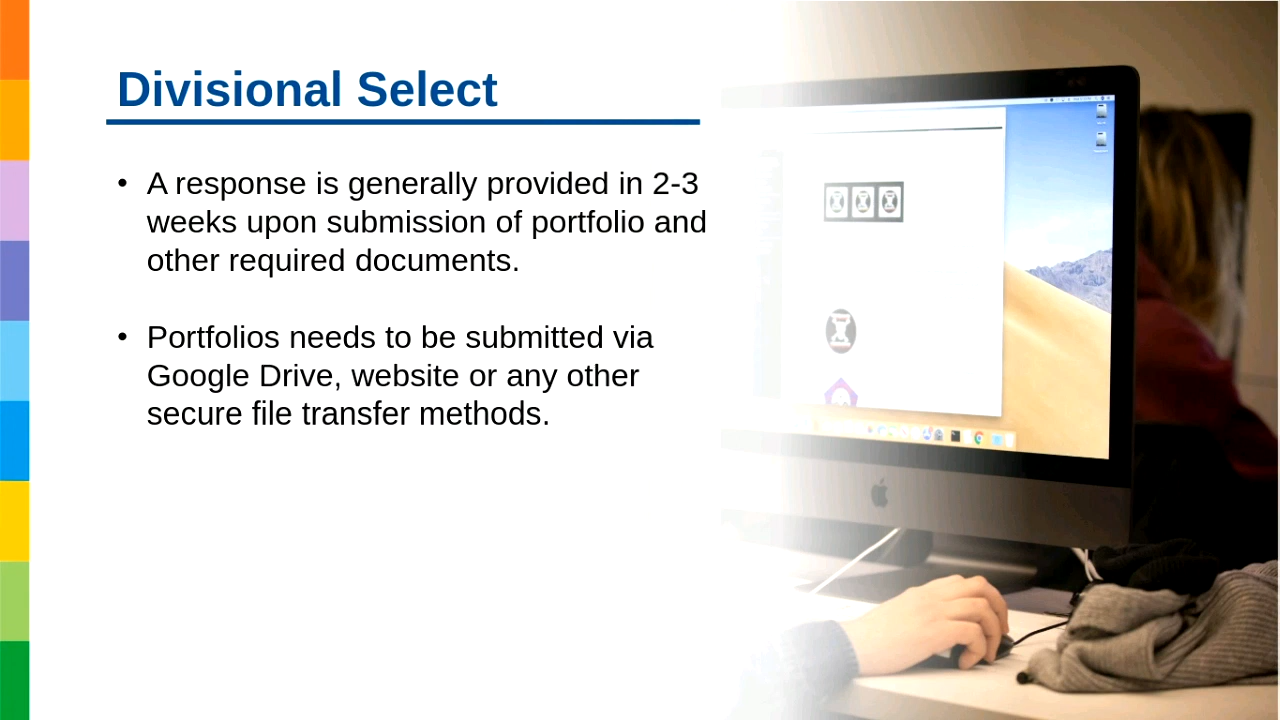 Divisional Select
• A response is generally provided in 2-3
weeks upon submission of portfolio and
other required documents.
• Portfolios needs to be submitted via
Google Drive, website or any other
secure file transfer methods.